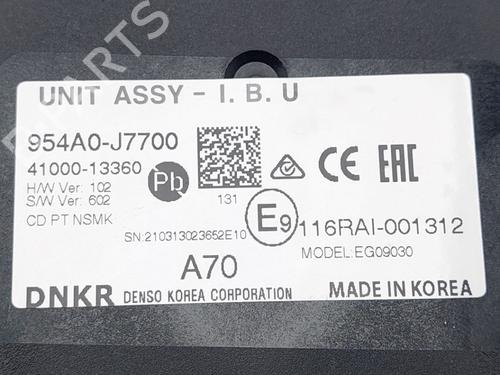 PARTS
UNIT ASSY - I. B. U
954A0-J7700
41000-13360
H/W Ver: 102
S/W Ver: 602
CD PT NSMK
Pb
131
CE EAC
SN:210313023652E10
E9 116RAI-001312
MODEL:EG09030
A70
DNKR DENSO KOREA CORPORATION MADE IN KOREA